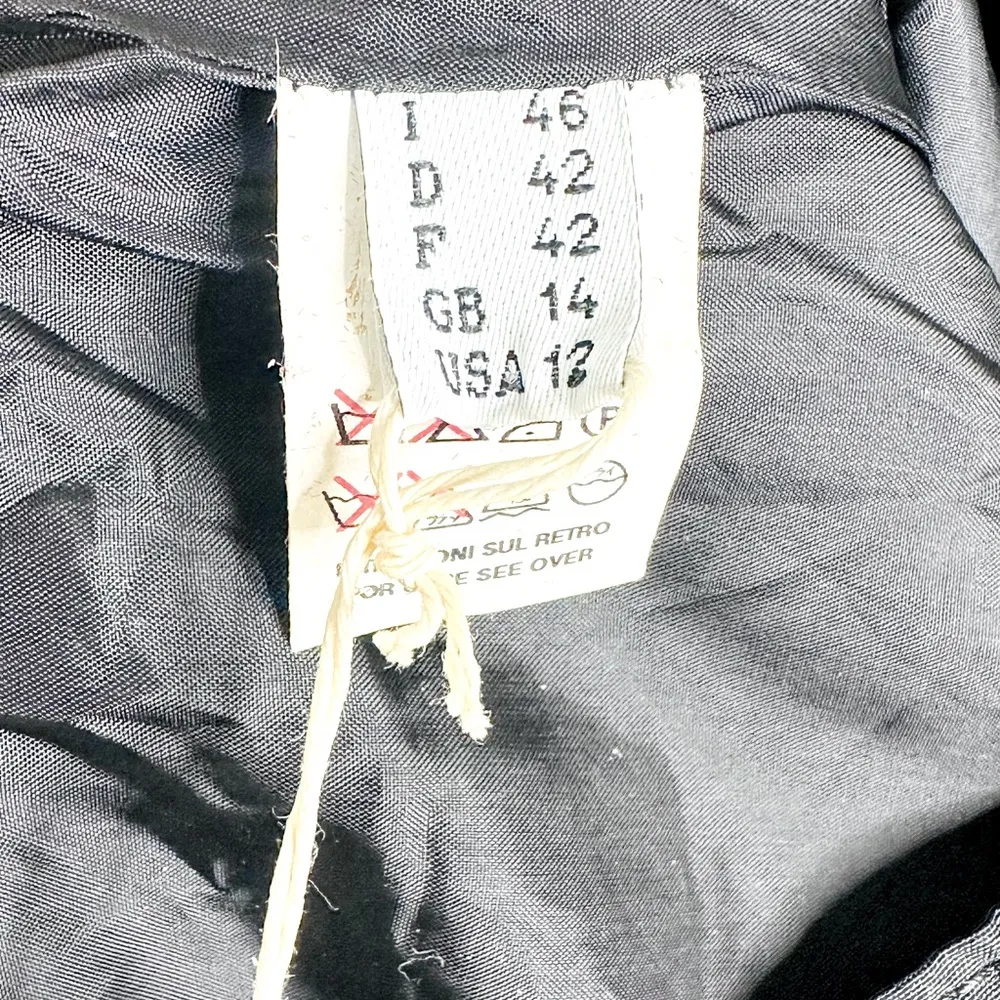 I 46
D 42
F 42
GB 14
USA 12
SUL RETRO
SEE OVER